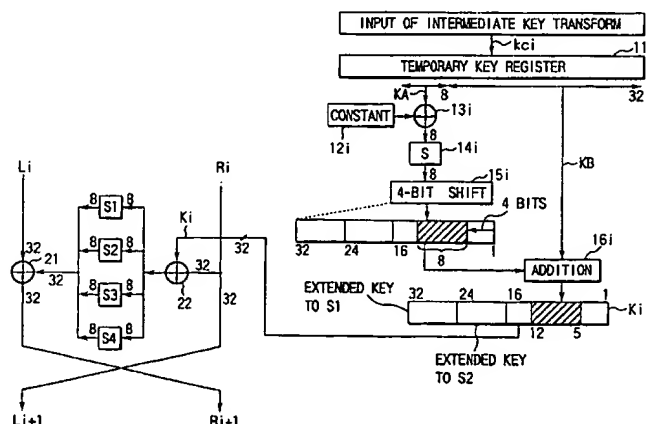 INPUT OF INTERMEDIATE KEY TRANSFORM
kci
11
TEMPORARY KEY REGISTER
KA
8
32
CONSTANT
13i
12i
8
S
14i
8
15i
4-BIT SHIFT
KB
4 BITS
32
24
16
1
8
16i
ADDITION
EXTENDED KEY
TO S1
32
24
16
1
Ki
12
5
EXTENDED KEY
TO S2
Li
Ri
8
S1
8
Ki
8
S2
8
32
32
21
32
32
22
32
8
S3
8
32
8
S4
8
Li+1
Ri+1